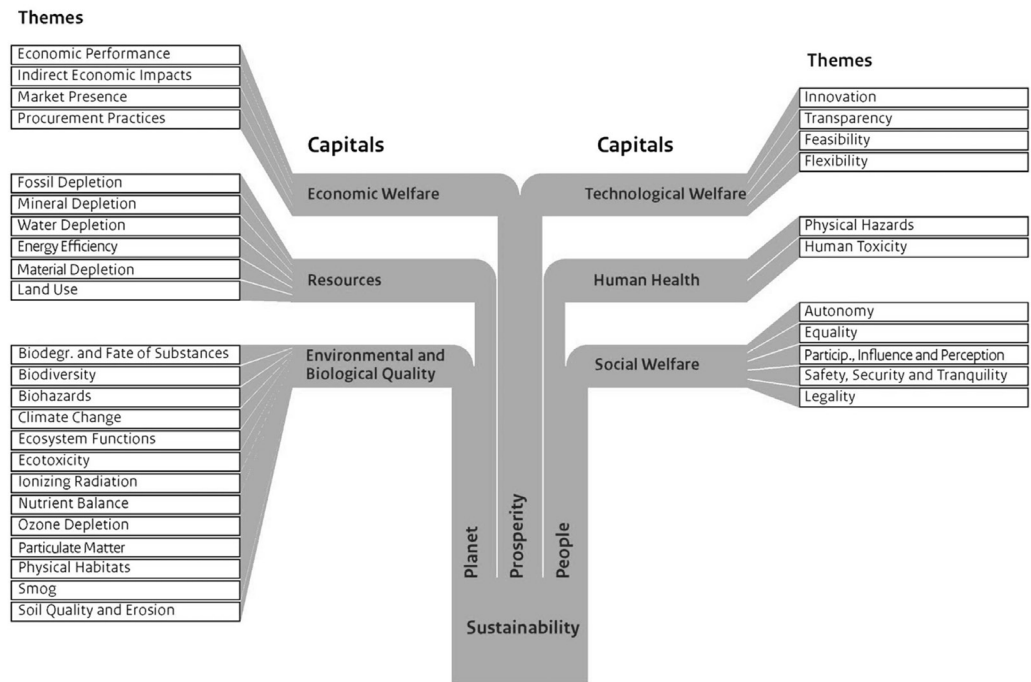 Themes
Economic Performance
Indirect Economic Impacts
Market Presence
Procurement Practices
Fossil Depletion
Mineral Depletion
Water Depletion
Energy Efficiency
Material Depletion
Land Use
Biodegr. and Fate of Substances
Biodiversity
Biohazards
Climate Change
Ecosystem Functions
Ecotoxicity
Ionizing Radiation
Nutrient Balance
Ozone Depletion
Particulate Matter
Physical Habitats
Smog
Soil Quality and Erosion
Capitals
Economic Welfare
Resources
Environmental and
Biological Quality
Planet
Prosperity
People
Sustainability
Capitals
Technological Welfare
Human Health
Social Welfare
Themes
Innovation
Transparency
Feasibility
Flexibility
Physical Hazards
Human Toxicity
Autonomy
Equality
Particip., Influence and Perception
Safety, Security and Tranquility
Legality